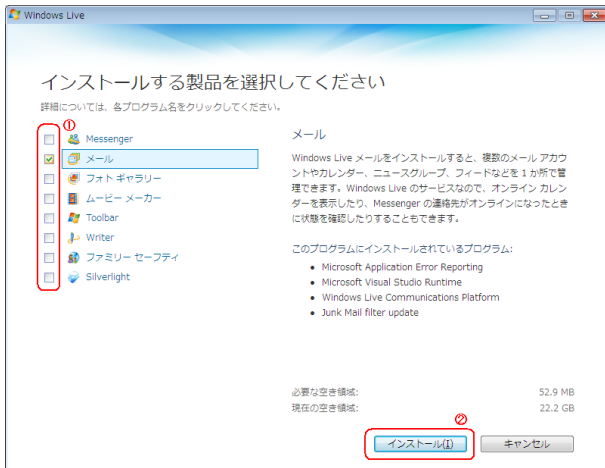 Windows Live
インストールする製品を選択してください
詳細については、各プログラム名をクリックしてください。
①
Messenger
メール
フォト ギャラリー
ムービー メーカー
Toolbar
Writer
ファミリー セーフティ
Silverlight
メール
Windows Live メールをインストールすると、複数のメール アカウ
ントやカレンダー、ニュースグループ、フィードなどを 1 か所で管
理できます。Windows Live のサービスなので、オンライン カレン
ダーを表示したり、Messenger の連絡先がオンラインになったとき
に状態を確認したりすることもできます。
このプログラムにインストールされているプログラム:
• Microsoft Application Error Reporting
• Microsoft Visual Studio Runtime
• Windows Live Communications Platform
• Junk Mail filter update
必要な空き領域: 52.9 MB
現在の空き領域: 22.2 GB
②
インストール(I) キャンセル